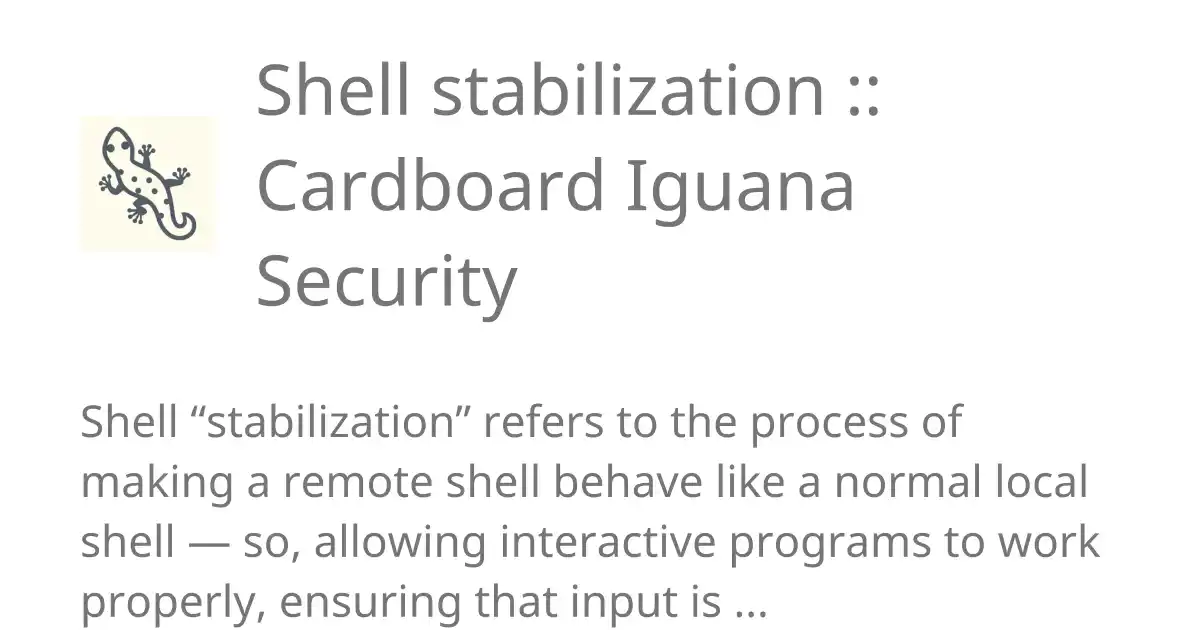 Shell stabilization ::
Cardboard Iguana
Security
Shell “stabilization” refers to the process of
making a remote shell behave like a normal local
shell — so, allowing interactive programs to work
properly, ensuring that input is ...